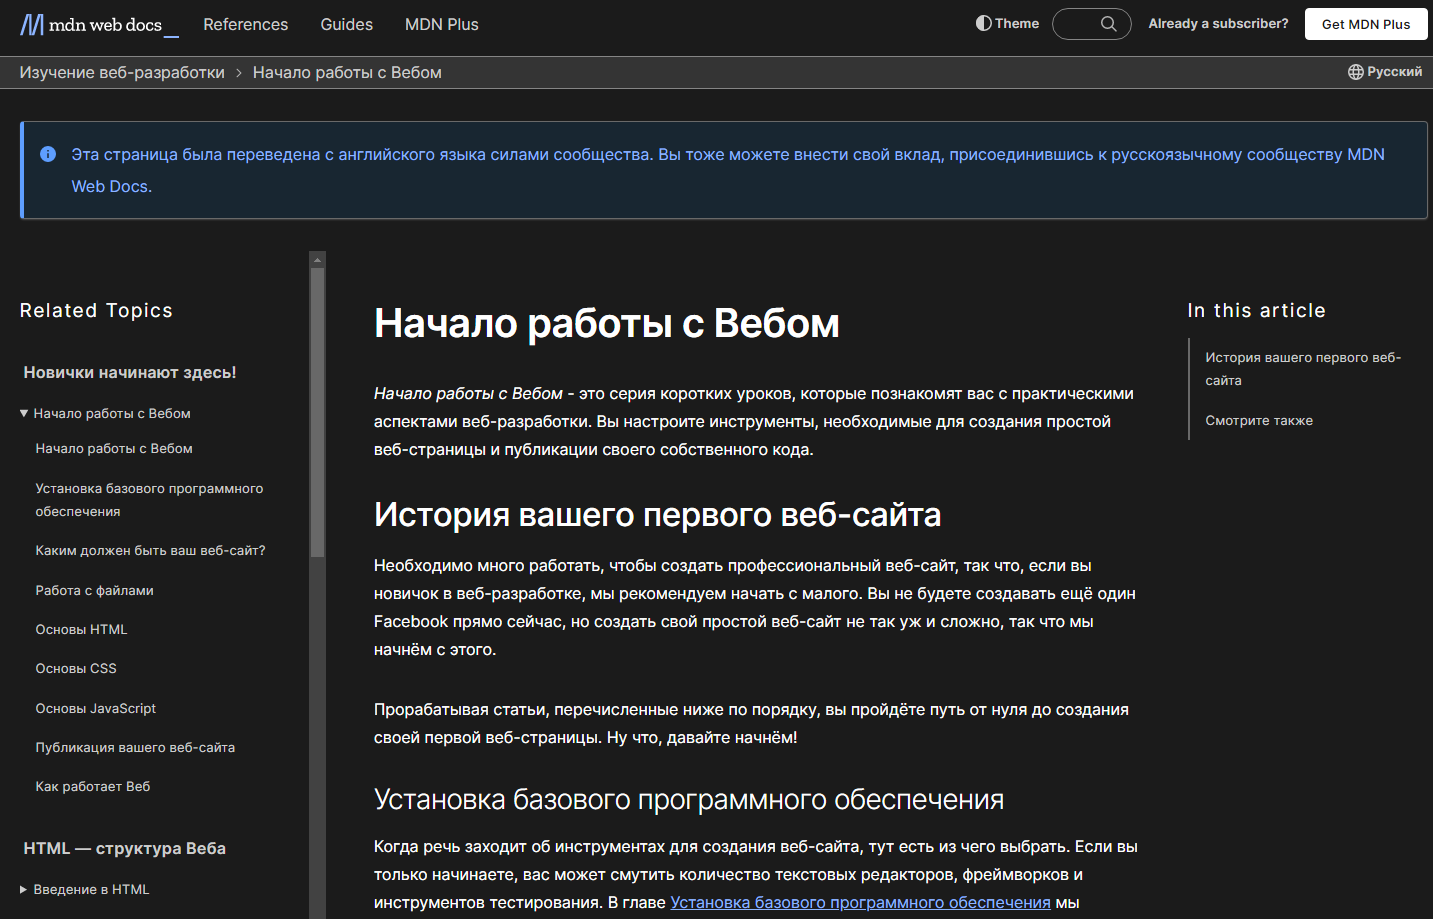 mdn web docs_
References
Guides
MDN Plus
Theme
Already a subscriber?
Get MDN Plus
Изучение веб-разработки
Начало работы с Вебом
Русский
Эта страница была переведена с английского языка силами сообщества. Вы тоже можете внести свой вклад, присоединившись к русскоязычному сообществу MDN
Web Docs.
Related Topics
Новички начинают здесь!
Начало работы с Вебом
Начало работы с Вебом
Установка базового программного
обеспечения
Каким должен быть ваш веб-сайт?
Работа с файлами
Основы HTML
Основы CSS
Основы JavaScript
Публикация вашего веб-сайта
Как работает Веб
HTML — структура Веба
Введение в HTML
Начало работы с Вебом
Начало работы с Вебом - это серия коротких уроков, которые познакомят вас с практическими
аспектами веб-разработки. Вы настроите инструменты, необходимые для создания простой
веб-страницы и публикации своего собственного кода.
История вашего первого веб-сайта
Необходимо много работать, чтобы создать профессиональный веб-сайт, так что, если вы
новичок в веб-разработке, мы рекомендуем начать с малого. Вы не будете создавать ещё один
Facebook прямо сейчас, но создать свой простой веб-сайт не так уж и сложно, так что мы
начнём с этого.
Прорабатывая статьи, перечисленные ниже по порядку, вы пройдёте путь от нуля до создания
своей первой веб-страницы. Ну что, давайте начнём!
Установка базового программного обеспечения
Когда речь заходит об инструментах для создания веб-сайта, тут есть из чего выбрать. Если вы
только начинаете, вас может смутить количество текстовых редакторов, фреймворков и
инструментов тестирования. В главе Установка базового программного обеспечения мы
In this article
История вашего первого веб-
сайта
Смотрите также